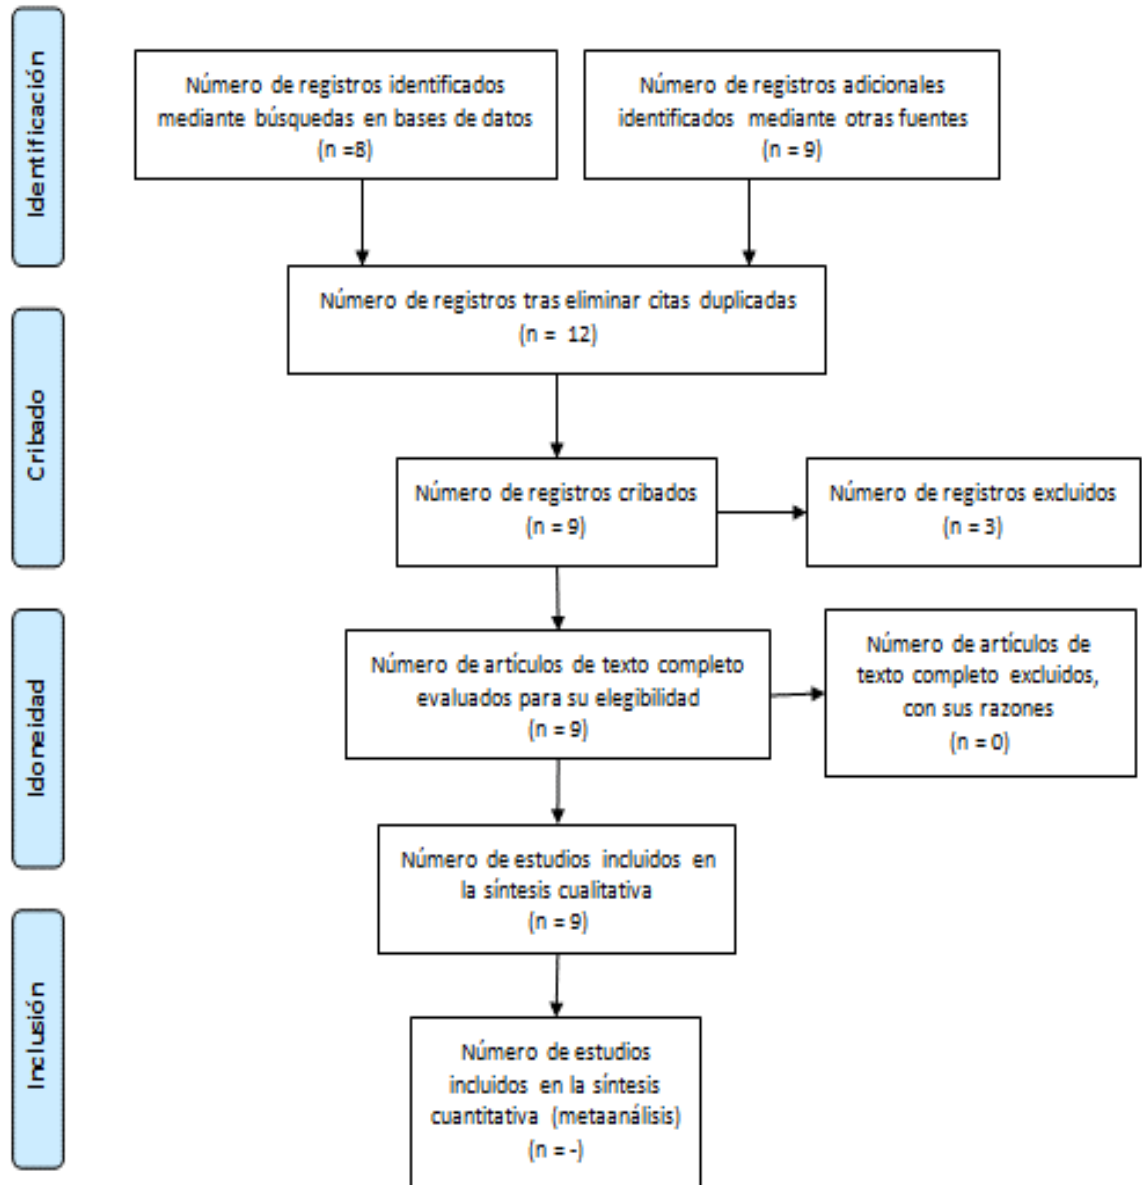 Identificación
Número de registros identificados
mediante búsquedas en bases de datos
(n =8)
Número de registros adicionales
identificados mediante otras fuentes
(n = 9)
Número de registros tras eliminar citas duplicadas
(n = 12)
Cribado
Número de registros cribados
(n = 9)
Número de registros excluidos
(n = 3)
Idoneidad
Número de artículos de texto completo
evaluados para su elegibilidad
(n = 9)
Número de artículos de
texto completo excluidos,
con sus razones
(n = 0)
Número de estudios incluidos en
la síntesis cualitativa
(n = 9)
Inclusión
Número de estudios
incluidos en la síntesis
cuantitativa (metaanálisis)
(n = -)